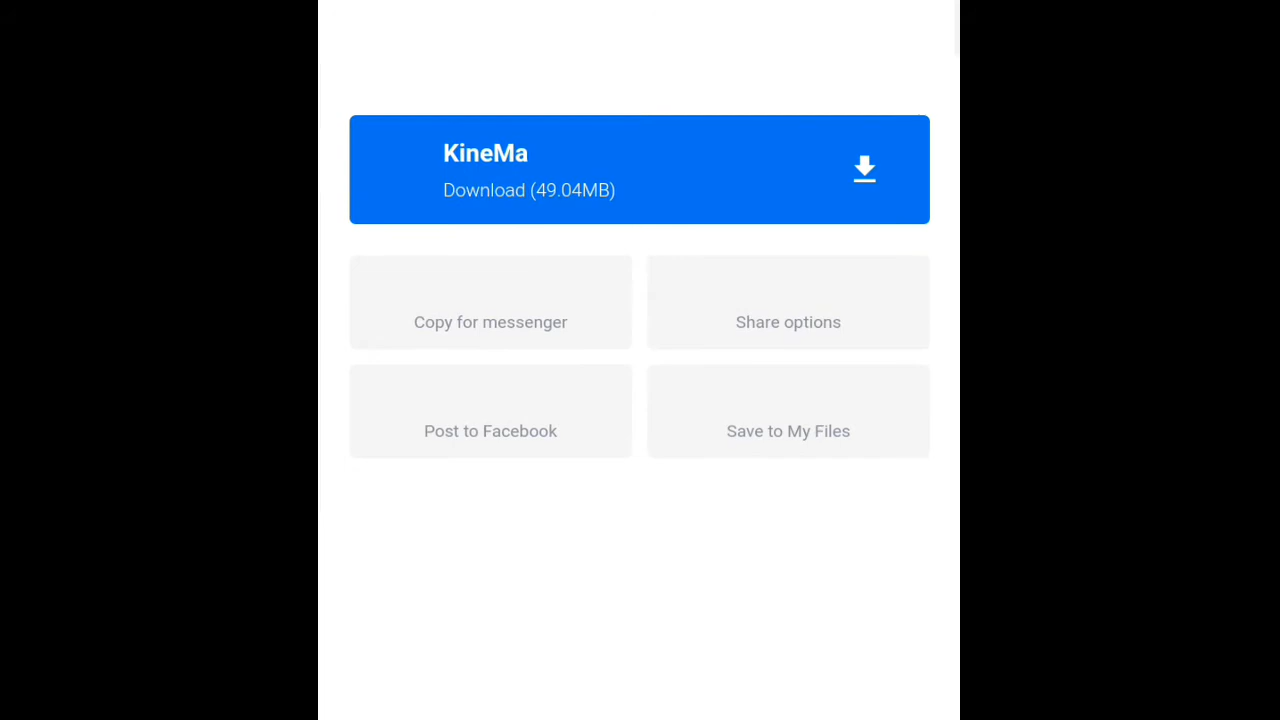 KineMa
Download (49.04MB)
Copy for messenger
Share options
Post to Facebook
Save to My Files